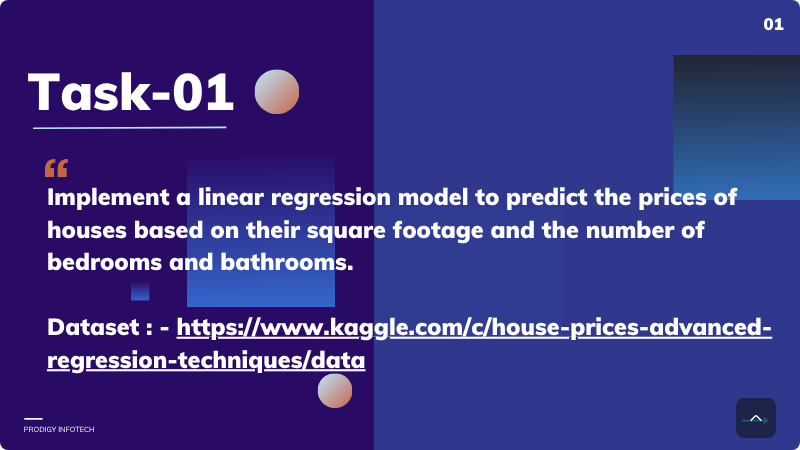 01
Task-01
“
Implement a linear regression model to predict the prices of
houses based on their square footage and the number of
bedrooms and bathrooms.
Dataset : - https://www.kaggle.com/c/house-prices-advanced-
regression-techniques/data
PRODIGY INFOTECH